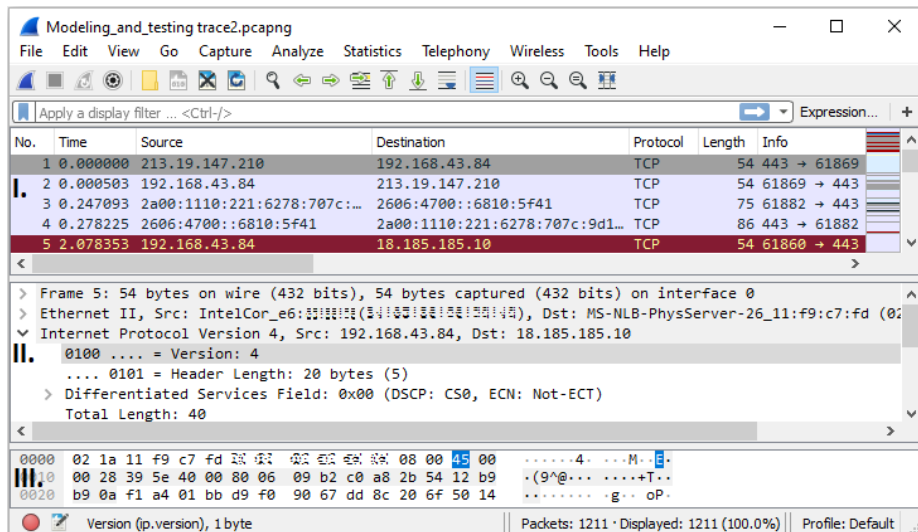 Modeling_and_testing trace2.pcapng
File Edit View Go Capture Analyze Statistics Telephony Wireless Tools Help
Apply a display filter ... <Ctrl-/> Expression... +
No. Time Source Destination Protocol Length Info
1 0.000000 213.19.147.210 192.168.43.84 TCP 54 443 → 61869
I. 2 0.000503 192.168.43.84 213.19.147.210 TCP 54 61869 → 443
3 0.247093 2a00:1110:221:6278:707c:… 2606:4700::6810:5f41 TCP 75 61882 → 443
4 0.278225 2606:4700::6810:5f41 2a00:1110:221:6278:707c:9d1… TCP 86 443 → 61882
5 2.078353 192.168.43.84 18.185.185.10 TCP 54 61860 → 443
Frame 5: 54 bytes on wire (432 bits), 54 bytes captured (432 bits) on interface 0
Ethernet II, Src: IntelCor_e6: Dst: MS-NLB-PhysServer-26_11:f9:c7:fd (02
Internet Protocol Version 4, Src: 192.168.43.84, Dst: 18.185.185.10
II. 0100 .... = Version: 4
.... 0101 = Header Length: 20 bytes (5)
Differentiated Services Field: 0x00 (DSCP: CS0, ECN: Not-ECT)
Total Length: 40
0000 02 1a 11 f9 c7 fd 08 00 45 00 ······4· ···M··E·
III. 10 00 28 39 5e 40 00 80 06 09 b2 c0 a8 2b 54 12 b9 ·(9^@··· ·····+T··
0020 b9 0a f1 a4 01 bb d9 f0 90 67 dd 8c 20 6f 50 14 ········ ·g·· oP·
Version (ip.version), 1 byte Packets: 1211 · Displayed: 1211 (100.0%) Profile: Default